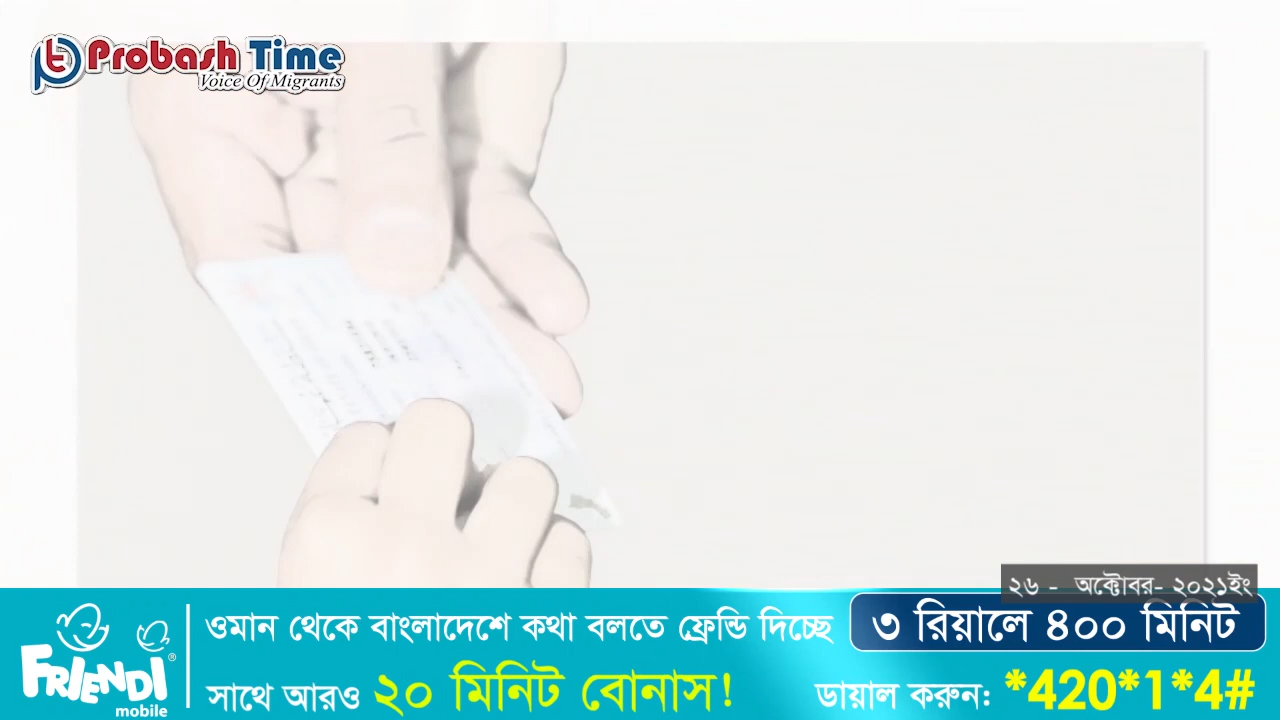 Probash Time
Voice Of Migrants
২৬ - অক্টোবর- ২০২১ইং
ওমান থেকে বাংলাদেশে কথা বলতে ফ্রেন্ডি দিচ্ছে
৩ রিয়ালে ৪০০ মিনিট
FRiENDi®
mobile
সাথে আরও ২০ মিনিট বোনাস!
ডায়াল করুন: *420*1*4#